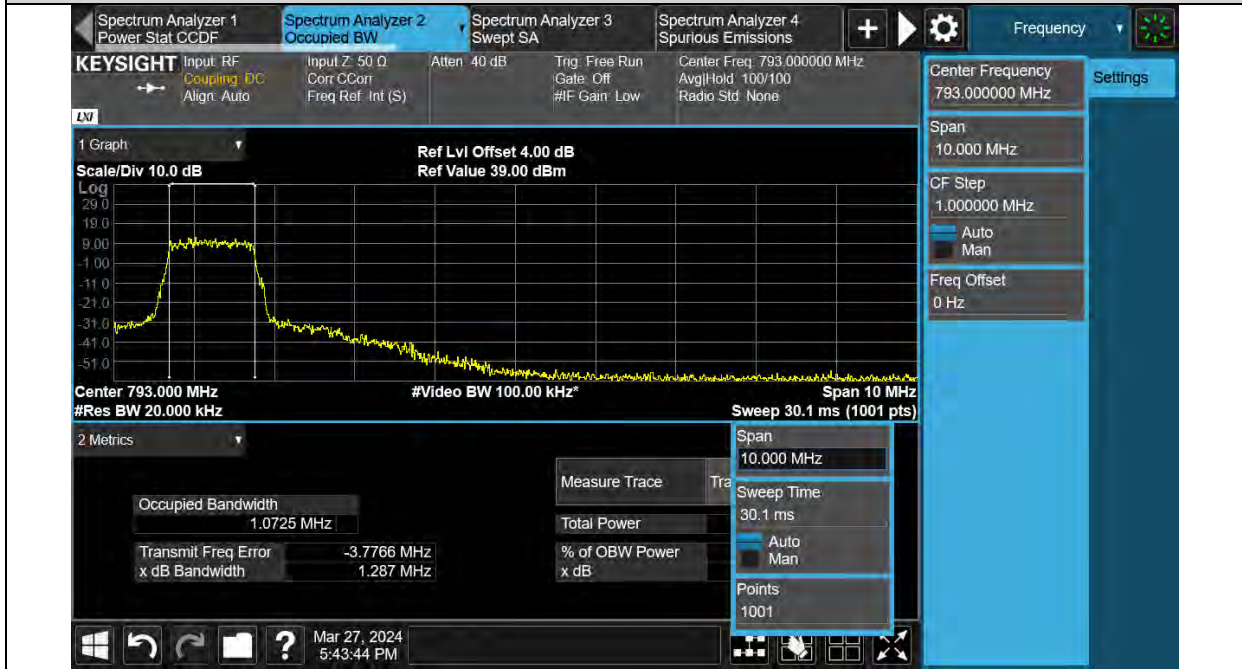 Spectrum Analyzer 1
Power Stat CCDF
Spectrum Analyzer 2
Occupied BW
Spectrum Analyzer 3
Swept SA
Spectrum Analyzer 4
Spurious Emissions
+
Frequency
KEYSIGHT
Input: RF
Coupling: DC
Align: Auto
Input Z: 50 Ω
Corr CCorr
Freq Ref: Int (S)
Atten: 40 dB
Trig: Free Run
Gate: Off
#IF Gain: Low
Center Freq: 793.000000 MHz
Avg|Hold: 100/100
Radio Std: None
LXI
Center Frequency
793.000000 MHz
Settings
Span
10.000 MHz
CF Step
1.000000 MHz
Auto
Man
Freq Offset
0 Hz
1 Graph
Ref Lvl Offset 4.00 dB
Scale/Div 10.0 dB
Ref Value 39.00 dBm
Log
29.0
19.0
9.00
-1.00
-11.0
-21.0
-31.0
-41.0
-51.0
Center 793.000 MHz
#Video BW 100.00 kHz*
Span 10 MHz
#Res BW 20.000 kHz
Sweep 30.1 ms (1001 pts)
2 Metrics
Measure Trace
Occupied Bandwidth
1.0725 MHz
Total Power
Transmit Freq Error -3.7766 MHz
% of OBW Power
x dB Bandwidth 1.287 MHz
x dB
Span
10.000 MHz
Sweep Time
30.1 ms
Auto
Man
Points
1001
?
Mar 27, 2024
5:43:44 PM